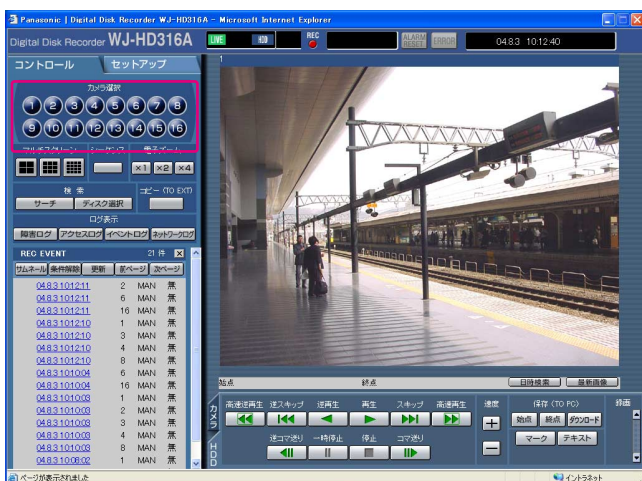 Panasonic | Digital Disk Recorder WJ-HD316A - Microsoft Internet Explorer
Digital Disk Recorder WJ-HD316A
LIVE HDD REC ALARM RESET ERROR 04.8.3 10:12:40
コントロール セットアップ
1
カメラ選択
1 2 3 4 5 6 7 8
9 10 11 12 13 14 15 16
マルチスクリーン シーケンス 電子ズーム
×1 ×2 ×4
検 索 コピー (TO EXT)
サーチ ディスク選択
ログ表示
障害ログ アクセスログ イベントログ ネットワークログ
REC EVENT 21 件
サムネール 条件解除 更新 前ページ 次ページ
04.8.3 10:12:11 2 MAN 無
04.8.3 10:12:11 6 MAN 無
04.8.3 10:12:11 16 MAN 無
04.8.3 10:12:10 1 MAN 無
04.8.3 10:12:10 3 MAN 無
04.8.3 10:12:10 4 MAN 無
04.8.3 10:12:10 8 MAN 無
04.8.3 10:10:04 6 MAN 無
04.8.3 10:10:04 16 MAN 無
04.8.3 10:10:03 1 MAN 無
04.8.3 10:10:03 2 MAN 無
04.8.3 10:10:03 3 MAN 無
04.8.3 10:10:03 4 MAN 無
04.8.3 10:10:03 8 MAN 無
04.8.3 10:08:02 1 MAN 無
始点 終点 日時検索 最新画像
カメラ
HDD
高速逆再生 逆スキップ 逆再生 再生 スキップ 高速再生 速度 保存 (TO PC) 録画
始点 終点 ダウンロード
逆コマ送り 一時停止 停止 コマ送り
マーク テキスト
ページが表示されました イントラネット